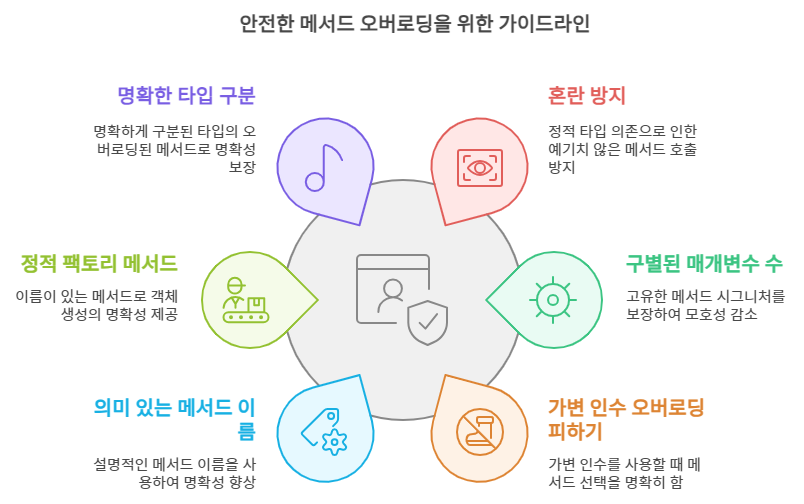 안전한 메서드 오버로딩을 위한 가이드라인
명확한 타입 구분
명확하게 구분된 타입의 오
버로딩된 메서드로 명확성
보장
혼란 방지
정적 타입 의존으로 인한
예기치 않은 메서드 호출
방지
정적 팩토리 메서드
이름이 있는 메서드로 객체
생성의 명확성 제공
구별된 매개변수 수
고유한 메서드 시그니처를
보장하여 모호성 감소
의미 있는 메서드 이
름
설명적인 메서드 이름을 사
용하여 명확성 향상
가변 인수 오버로딩
피하기
가변 인수를 사용할 때 메
서드 선택을 명확히 함